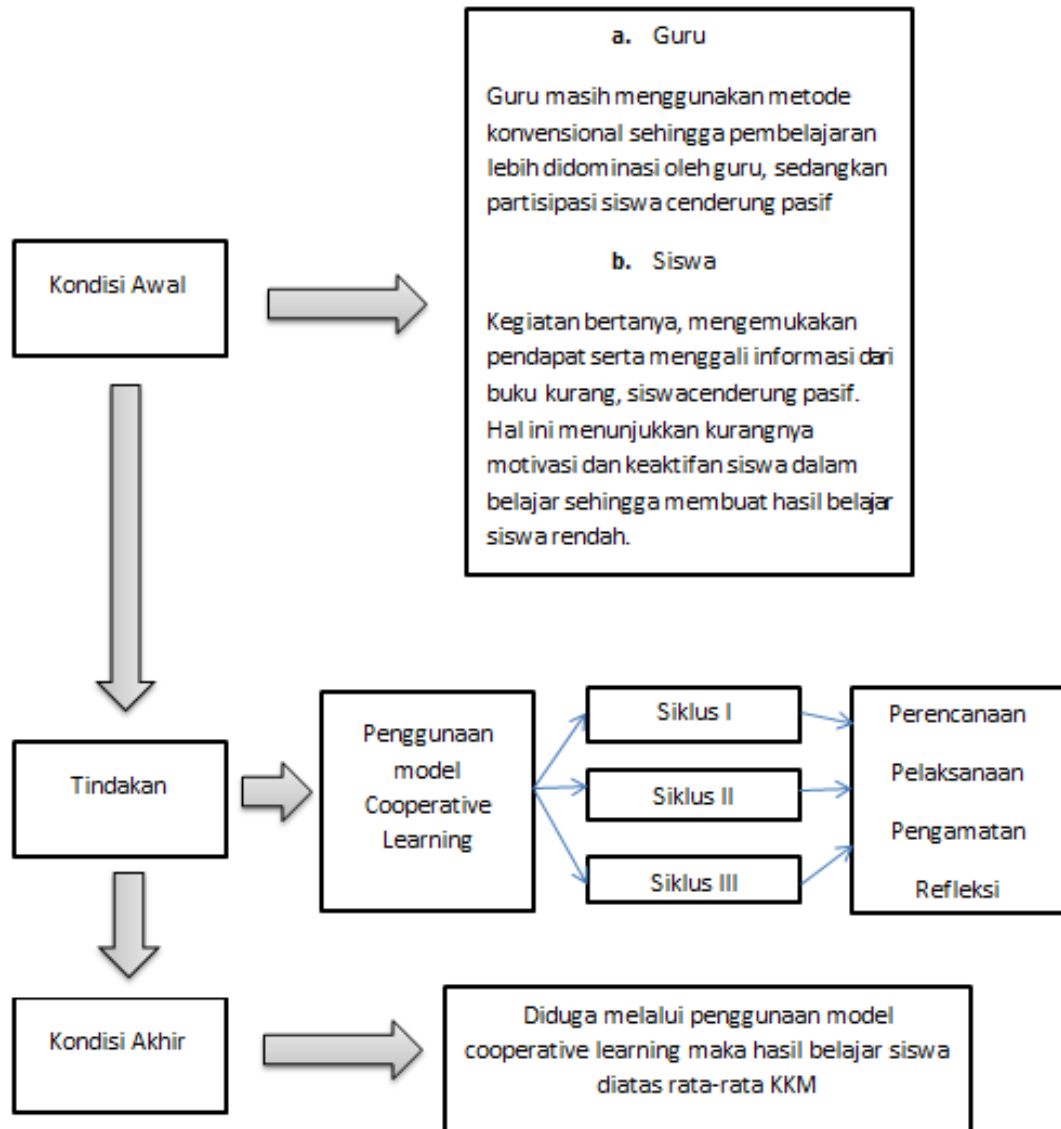 a. Guru
Guru masih menggunakan metode
konvensional sehingga pembelajaran
lebih didominasi oleh guru, sedangkan
partisipasi siswa cenderung pasif
b. Siswa
Kegiatan bertanya, mengemukakan
pendapat serta menggali informasi dari
buku kurang, siswacenderung pasif.
Hal ini menunjukkan kurangnya
motivasi dan keaktifan siswa dalam
belajar sehingga membuat hasil belajar
siswa rendah.
Kondisi Awal
Tindakan
Penggunaan
model
Cooperative
Learning
Siklus I
Siklus II
Siklus III
Perencanaan
Pelaksanaan
Pengamatan
Refleksi
Kondisi Akhir
Diduga melalui penggunaan model
cooperative learning maka hasil belajar siswa
diatas rata-rata KKM